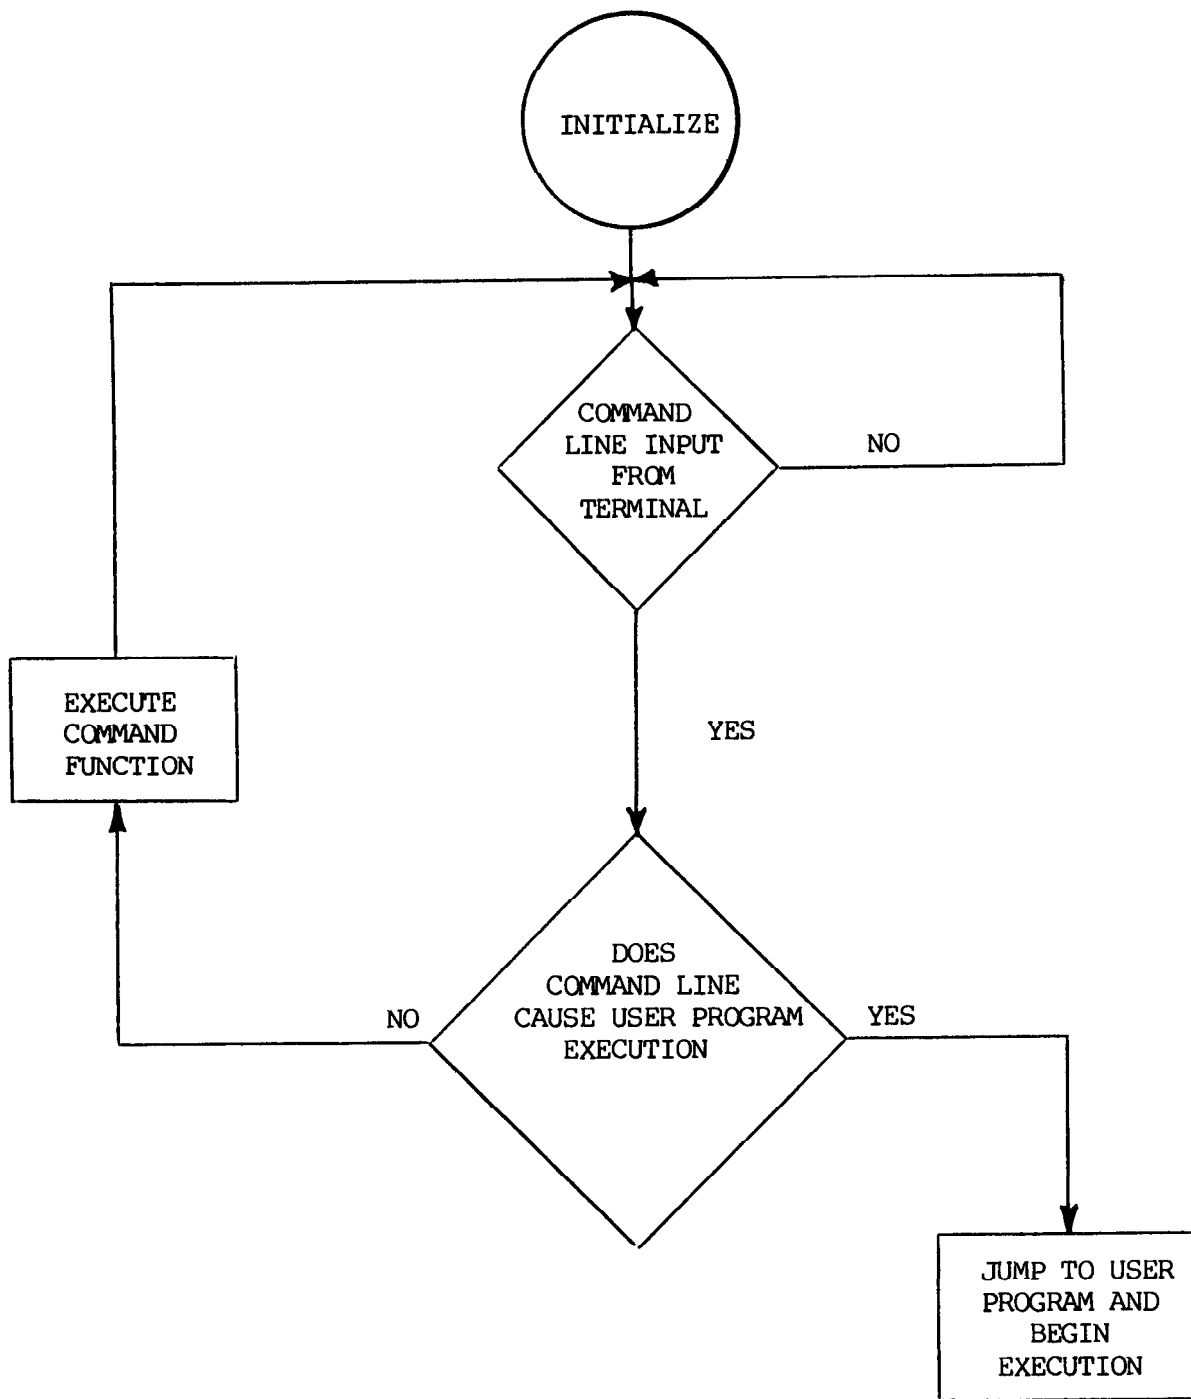 INITIALIZE
COMMAND
LINE INPUT
FROM
TERMINAL
NO
EXECUTE
COMMAND
FUNCTION
YES
DOES
COMMAND LINE
CAUSE USER PROGRAM
EXECUTION
NO
YES
JUMP TO USER
PROGRAM AND
BEGIN
EXECUTION